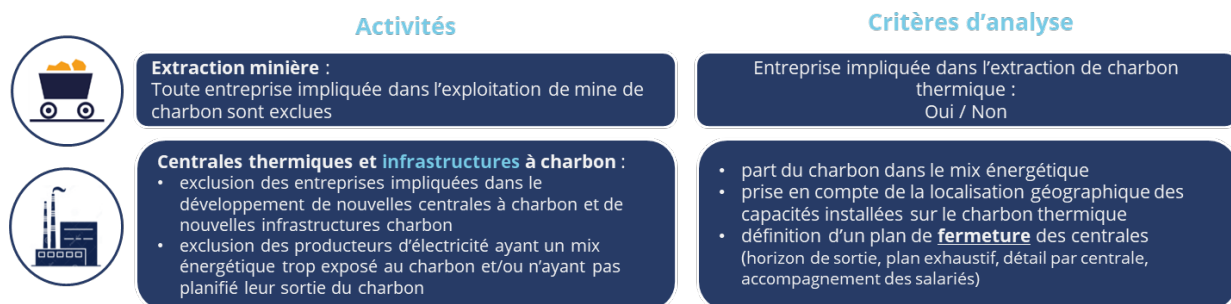 Activités
Critères d’analyse
Extraction minière :
Toute entreprise impliquée dans l’exploitation de mine de
charbon sont exclues
Entreprise impliquée dans l’extraction de charbon
thermique :
Oui / Non
Centrales thermiques et infrastructures à charbon :
• exclusion des entreprises impliquées dans le
développement de nouvelles centrales à charbon et de
nouvelles infrastructures charbon
• exclusion des producteurs d’électricité ayant un mix
énergétique trop exposé au charbon et/ou n’ayant pas
planifié leur sortie du charbon
• part du charbon dans le mix énergétique
• prise en compte de la localisation géographique des
capacités installées sur le charbon thermique
• définition d’un plan de fermeture des centrales
(horizon de sortie, plan exhaustif, détail par centrale,
accompagnement des salariés)